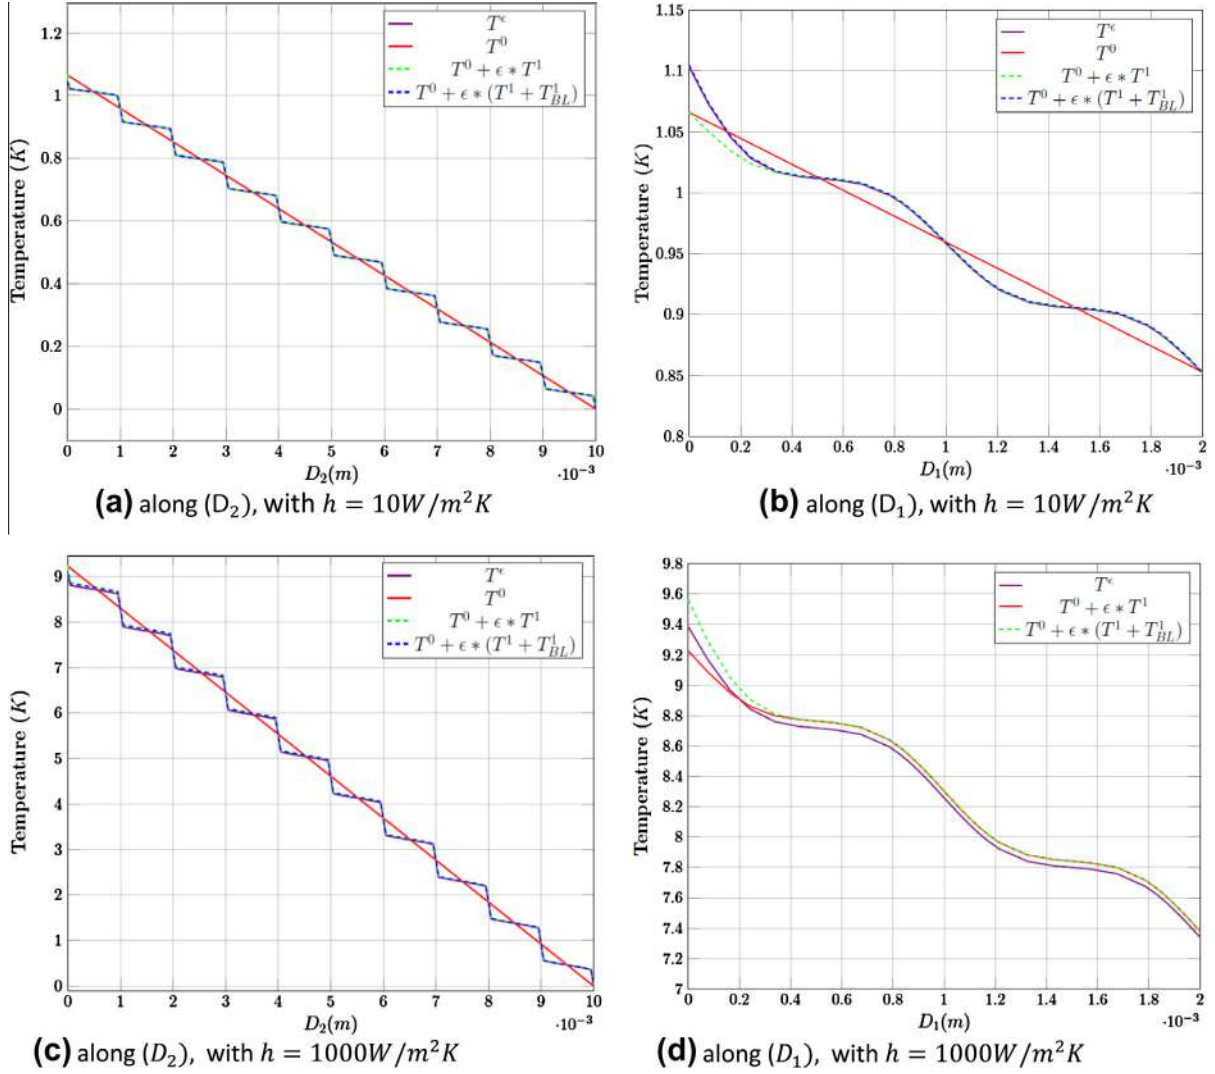 1.2
1
0.8
0.6
0.4
0.2
0
Temperature (K)
T^ϵ
T^0
T^0 + ϵ * T^1
T^0 + ϵ * (T^1 + T^1_{BL})
0 1 2 3 4 5 6 7 8 9 10
D_2(m) ·10^{-3}
(a) along (D_2), with h = 10W/m^2K
1.15
1.1
1.05
1
0.95
0.9
0.85
0.8
Temperature (K)
T^ϵ
T^0
T^0 + ϵ * T^1
T^0 + ϵ * (T^1 + T^1_{BL})
0 0.2 0.4 0.6 0.8 1 1.2 1.4 1.6 1.8 2
D_1(m) ·10^{-3}
(b) along (D_1), with h = 10W/m^2K
9
8
7
6
5
4
3
2
1
0
Temperature (K)
T^ϵ
T^0
T^0 + ϵ * T^1
T^0 + ϵ * (T^1 + T^1_{BL})
0 1 2 3 4 5 6 7 8 9 10
D_2(m) ·10^{-3}
(c) along (D_2), with h = 1000W/m^2K
9.8
9.6
9.4
9.2
9
8.8
8.6
8.4
8.2
8
7.8
7.6
7.4
7.2
7
Temperature (K)
T^ϵ
T^0 + ϵ * T^1
T^0 + ϵ * (T^1 + T^1_{BL})
0 0.2 0.4 0.6 0.8 1 1.2 1.4 1.6 1.8 2
D_1(m) ·10^{-3}
(d) along (D_1), with h = 1000W/m^2K